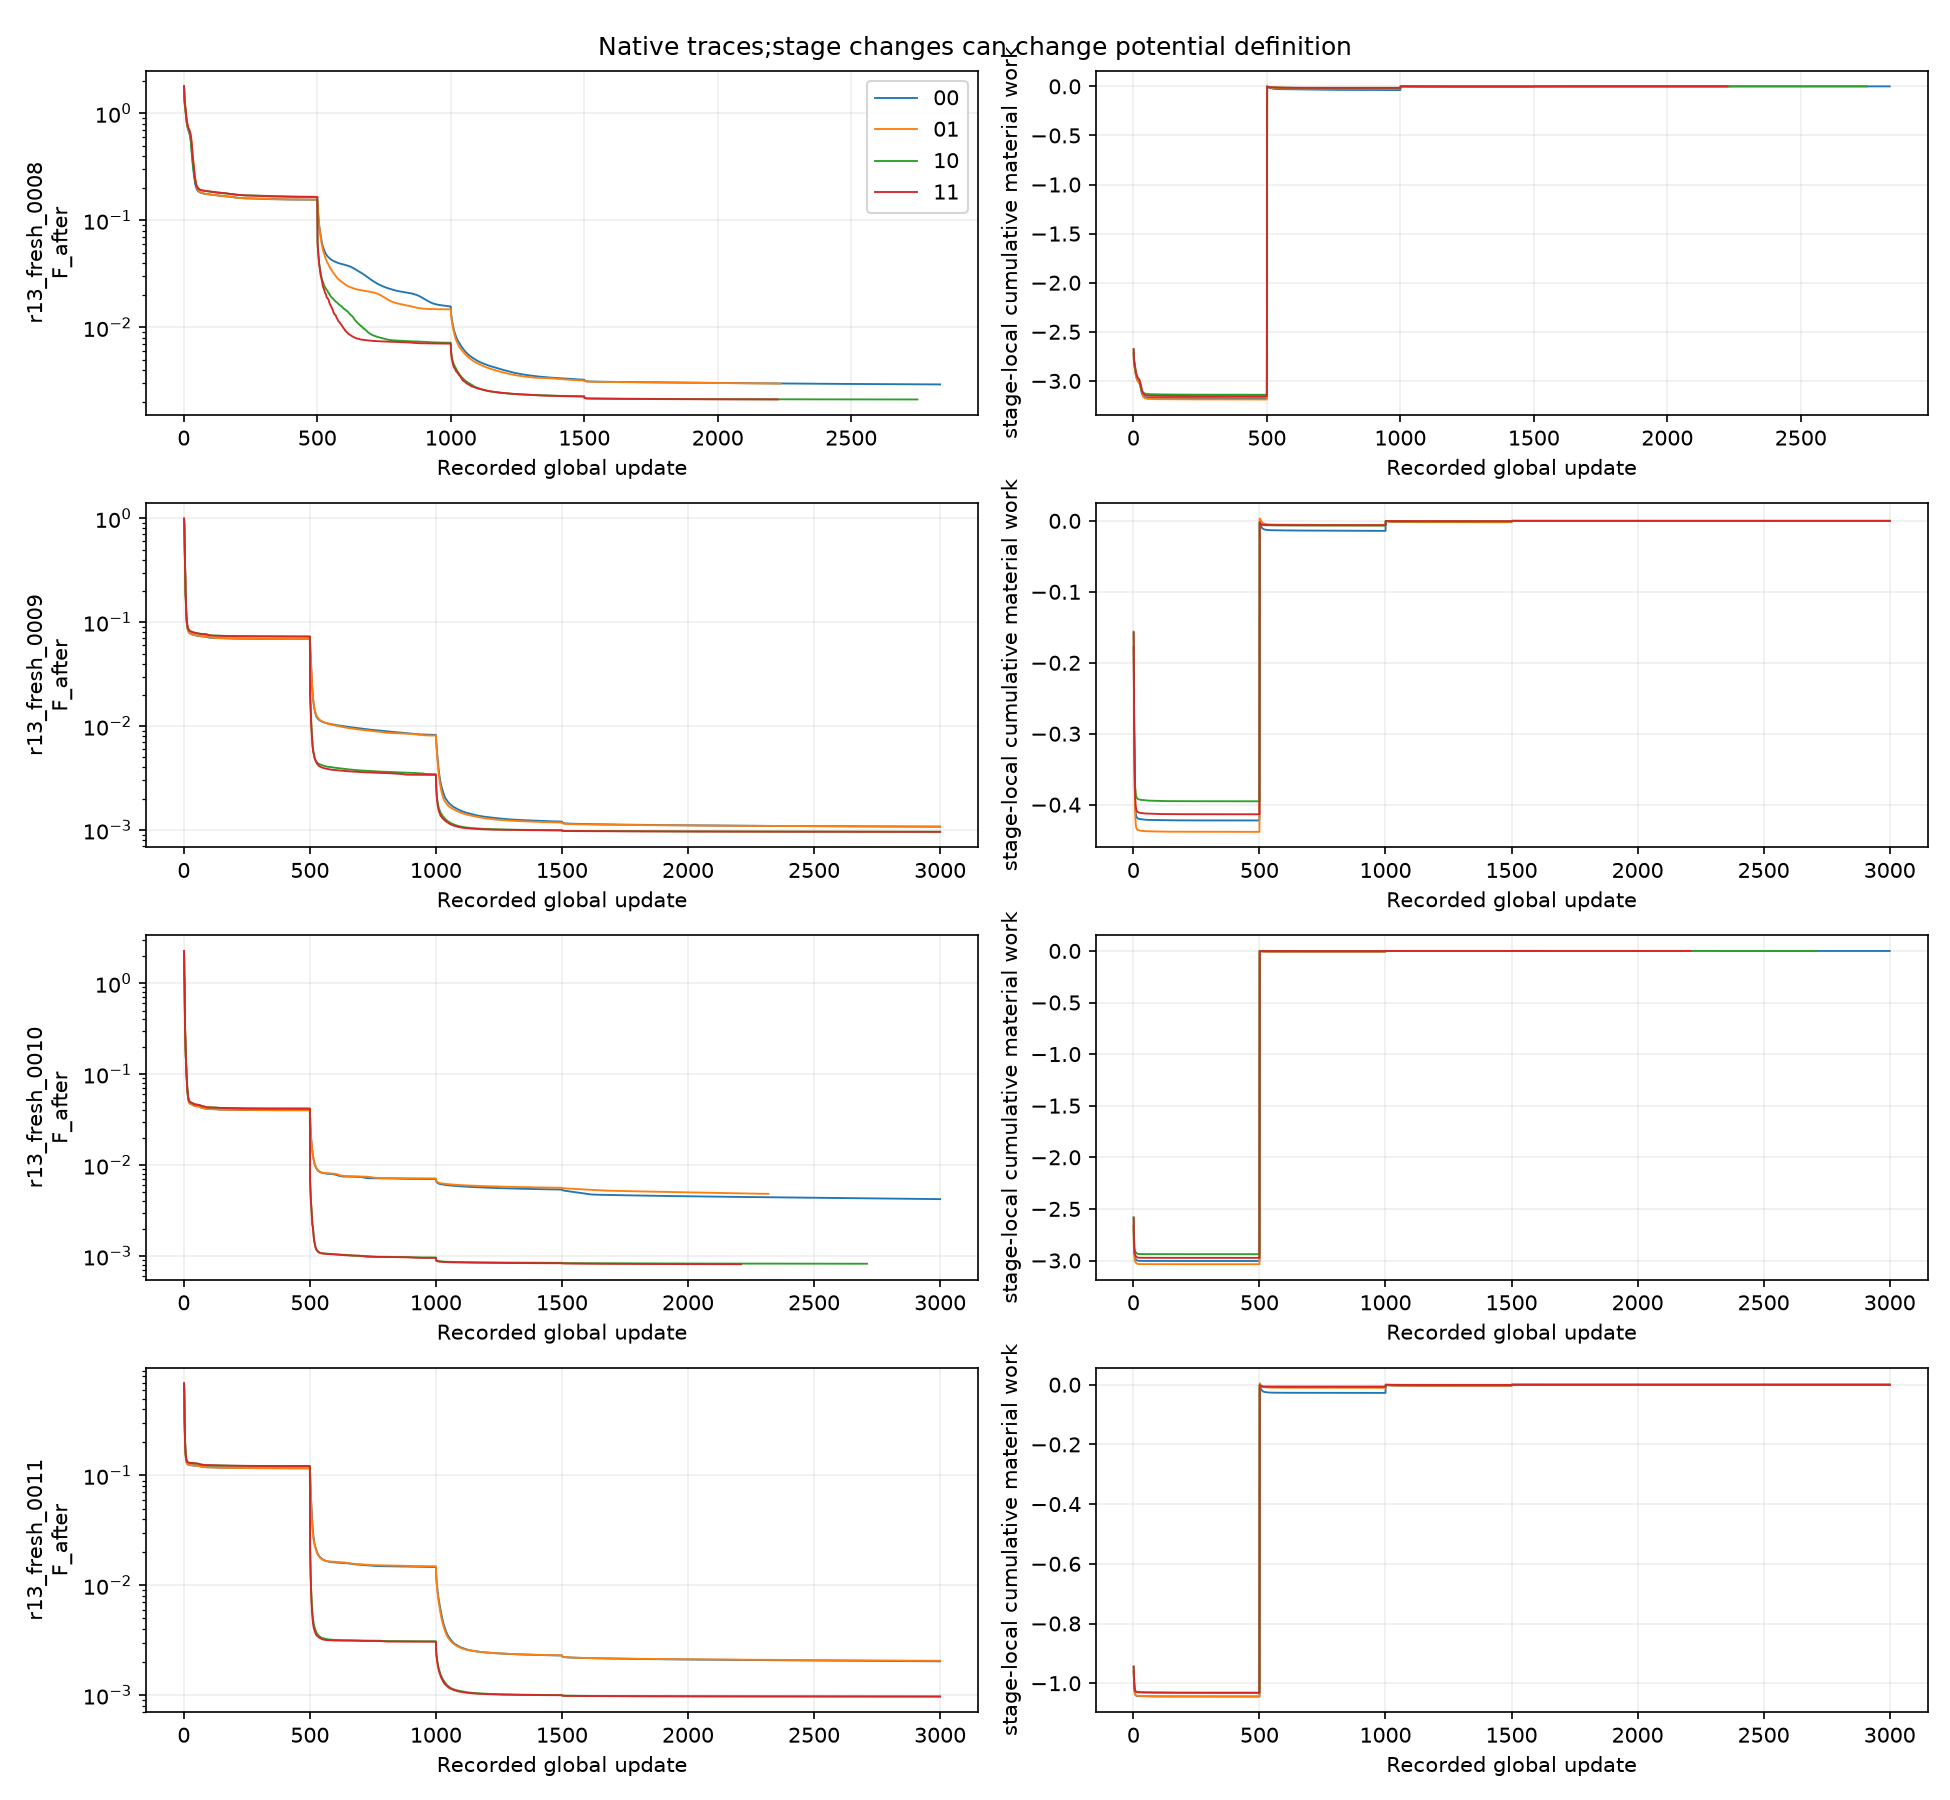 Native traces;stage changes can change potential definition
r13_fresh_0008
F_after
10^0
10^-1
10^-2
00
01
10
11
0 500 1000 1500 2000 2500
Recorded global update
stage-local cumulative material work
0.0
−0.5
−1.0
−1.5
−2.0
−2.5
−3.0
0 500 1000 1500 2000 2500
Recorded global update
r13_fresh_0009
F_after
10^0
10^-1
10^-2
10^-3
0 500 1000 1500 2000 2500 3000
Recorded global update
stage-local cumulative material work
0.0
−0.1
−0.2
−0.3
−0.4
0 500 1000 1500 2000 2500 3000
Recorded global update
r13_fresh_0010
F_after
10^0
10^-1
10^-2
10^-3
0 500 1000 1500 2000 2500 3000
Recorded global update
stage-local cumulative material work
0.0
−0.5
−1.0
−1.5
−2.0
−2.5
−3.0
0 500 1000 1500 2000 2500 3000
Recorded global update
r13_fresh_0011
F_after
10^-1
10^-2
10^-3
0 500 1000 1500 2000 2500 3000
Recorded global update
stage-local cumulative material work
0.0
−0.2
−0.4
−0.6
−0.8
−1.0
0 500 1000 1500 2000 2500 3000
Recorded global update